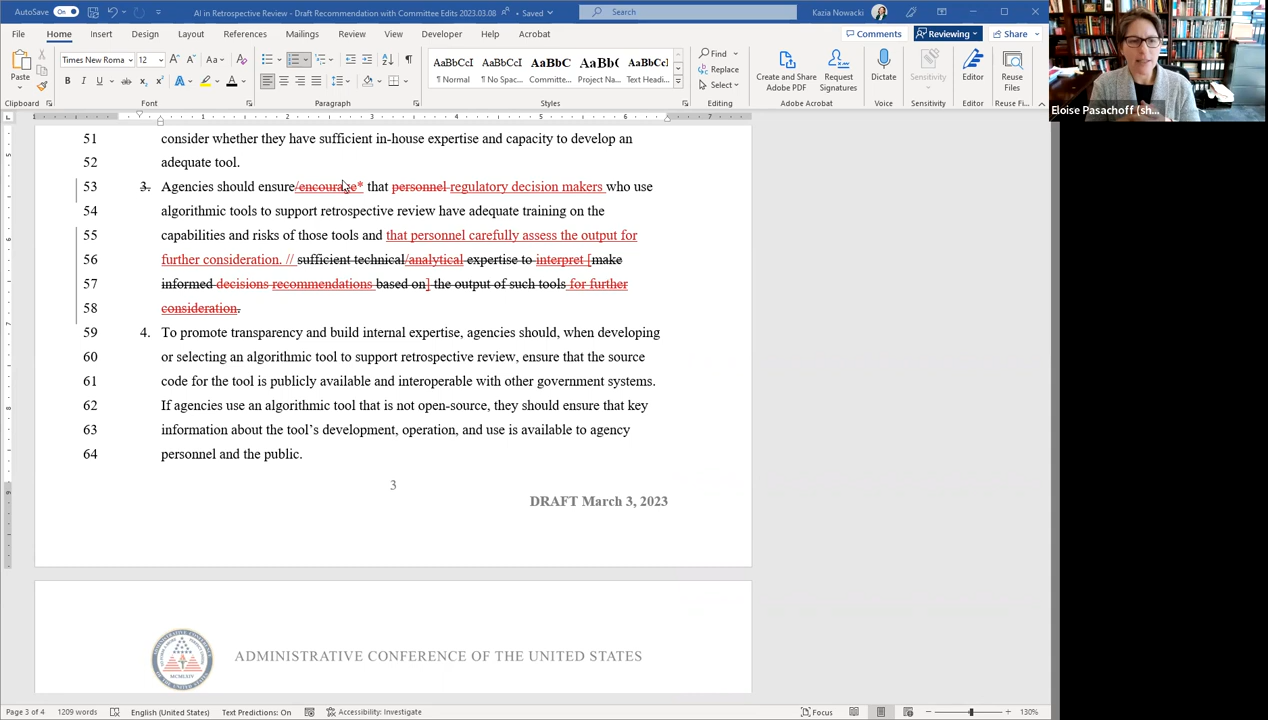 AutoSave On
AI in Retrospective Review - Draft Recommendation with Committee Edits 2023.03.08 • Saved
Search
Kazia Nowacki
File Home Insert Design Layout References Mailings Review View Developer Help Acrobat
Comments Reviewing Share
Paste
Times New Roma 12
AaBbCcI AaBbCcI AaBbC AaBb( AaBbC
¶ Normal ¶ No Spac... Committe... Project Na... Text Headi...
Find
Replace
Select
Create and Share Adobe PDF
Request Signatures
Dictate
Sensitivity
Editor
Reuse Files
Clipboard Font Paragraph Styles Editing Adobe Acrobat Voice Sensitivity Editor Reuse Fi...
Eloise Pasachoff (sh...
51 consider whether they have sufficient in-house expertise and capacity to develop an
52 adequate tool.
53 3. Agencies should ensure/encourage* that personnel regulatory decision makers who use
54 algorithmic tools to support retrospective review have adequate training on the
55 capabilities and risks of those tools and that personnel carefully assess the output for
56 further consideration. // sufficient technical/analytical expertise to interpret [make
57 informed decisions recommendations based on] the output of such tools for further
58 consideration.
59 4. To promote transparency and build internal expertise, agencies should, when developing
60 or selecting an algorithmic tool to support retrospective review, ensure that the source
61 code for the tool is publicly available and interoperable with other government systems.
62 If agencies use an algorithmic tool that is not open-source, they should ensure that key
63 information about the tool's development, operation, and use is available to agency
64 personnel and the public.
3
DRAFT March 3, 2023
ADMINISTRATIVE CONFERENCE OF THE UNITED STATES
Page 3 of 4 1209 words English (United States) Text Predictions: On Accessibility: Investigate Focus 130%